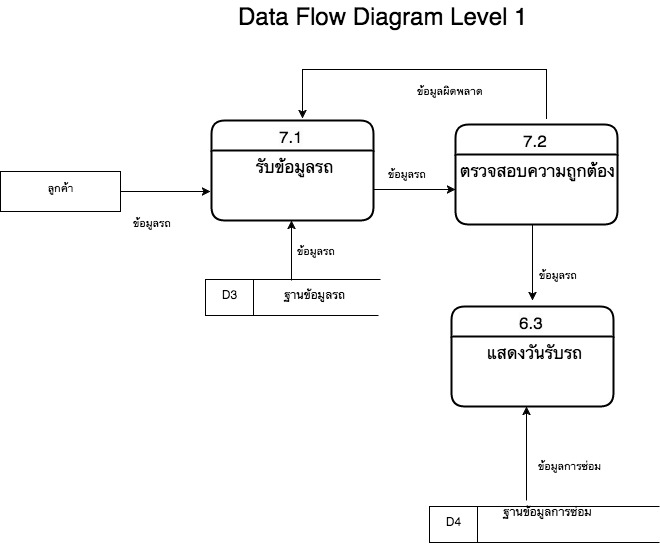 Data Flow Diagram Level 1
ข้อมูลผิดพลาด
7.1
รับข้อมูลรถ
7.2
ตรวจสอบความถูกต้อง
ลูกค้า
ข้อมูลรถ
ข้อมูลรถ
ข้อมูลรถ
D3
ฐานข้อมูลรถ
ข้อมูลรถ
6.3
แสดงวันรับรถ
ข้อมูลการซ่อม
D4
ฐานข้อมูลการซ่อม